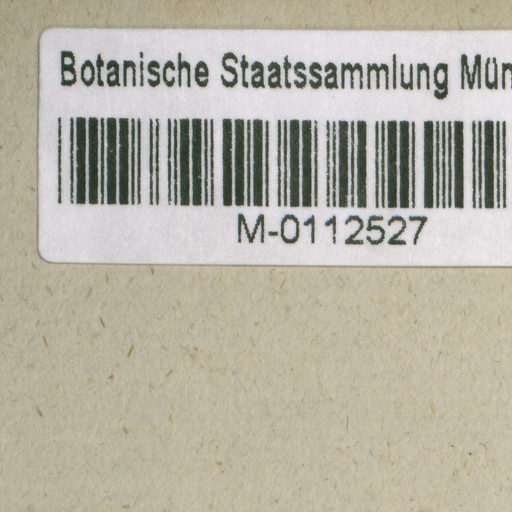 Botanische Staatssammlung Mün
M-0112527